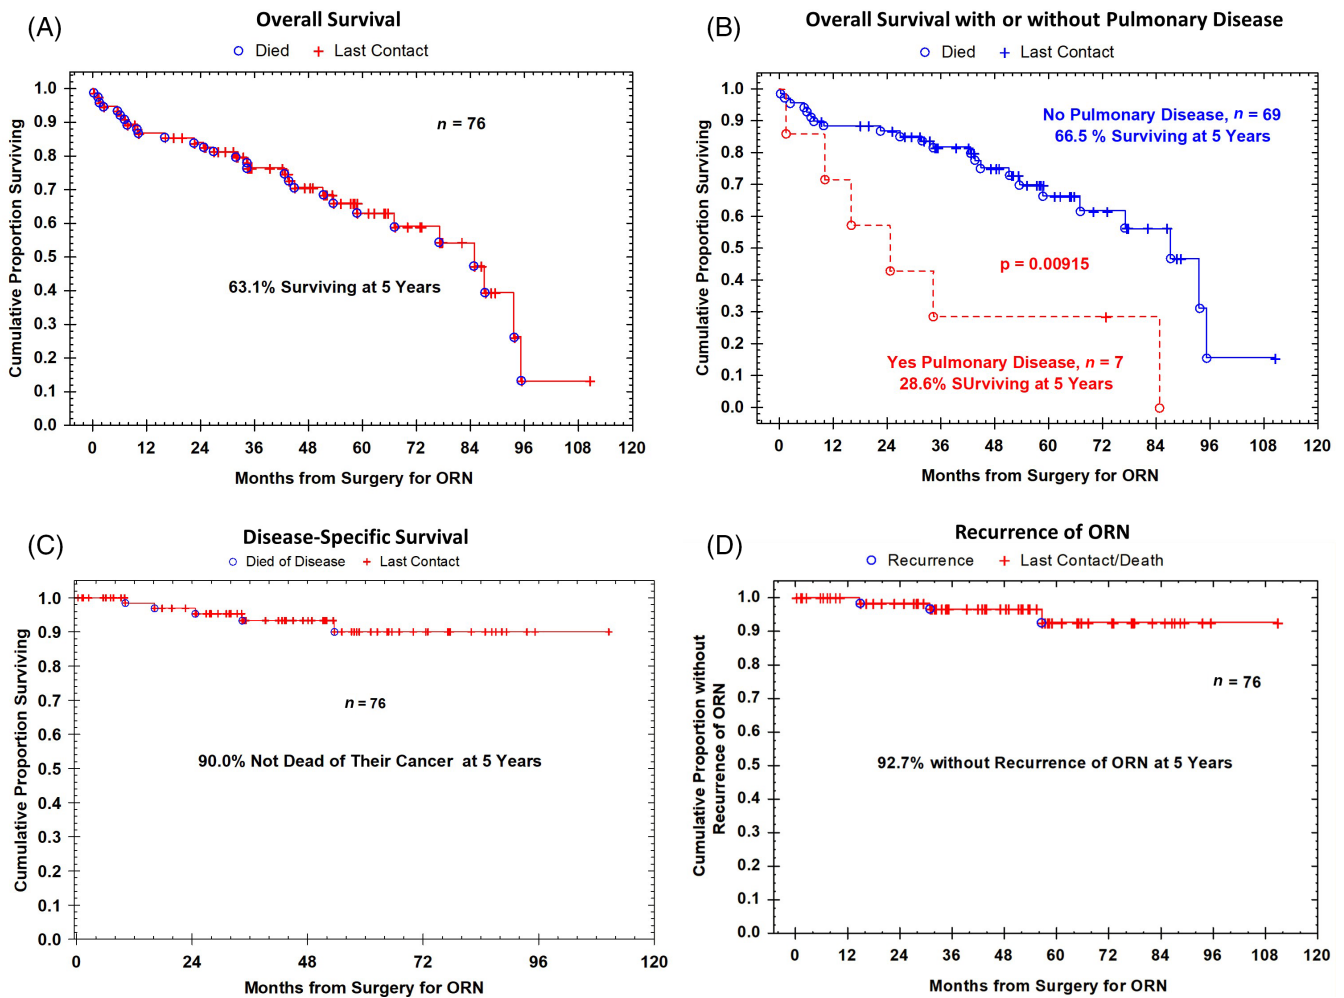 (A)
Overall Survival
Died Last Contact
n = 76
63.1% Surviving at 5 Years
Cumulative Proportion Surviving
1.0
0.9
0.8
0.7
0.6
0.5
0.4
0.3
0.2
0.1
0.0
0 12 24 36 48 60 72 84 96 108 120
Months from Surgery for ORN
(B)
Overall Survival with or without Pulmonary Disease
Died Last Contact
No Pulmonary Disease, n = 69
66.5 % Surviving at 5 Years
p = 0.00915
Yes Pulmonary Disease, n = 7
28.6% SUrviving at 5 Years
Cumulative Proportion Surviving
1.0
0.9
0.8
0.7
0.6
0.5
0.4
0.3
0.2
0.1
0.0
0 12 24 36 48 60 72 84 96 108 120
Months from Surgery for ORN
(C)
Disease-Specific Survival
Died of Disease Last Contact
n = 76
90.0% Not Dead of Their Cancer at 5 Years
Cumulative Proportion Surviving
1.0
0.9
0.8
0.7
0.6
0.5
0.4
0.3
0.2
0.1
0.0
0 24 48 72 96 120
Months from Surgery for ORN
(D)
Recurrence of ORN
Recurrence Last Contact/Death
n = 76
92.7% without Recurrence of ORN at 5 Years
Cumulative Proportion without
Recurrence of ORN
1.0
0.9
0.8
0.7
0.6
0.5
0.4
0.3
0.2
0.1
0.0
0 12 24 36 48 60 72 84 96 108 120
Months from Surgery for ORN